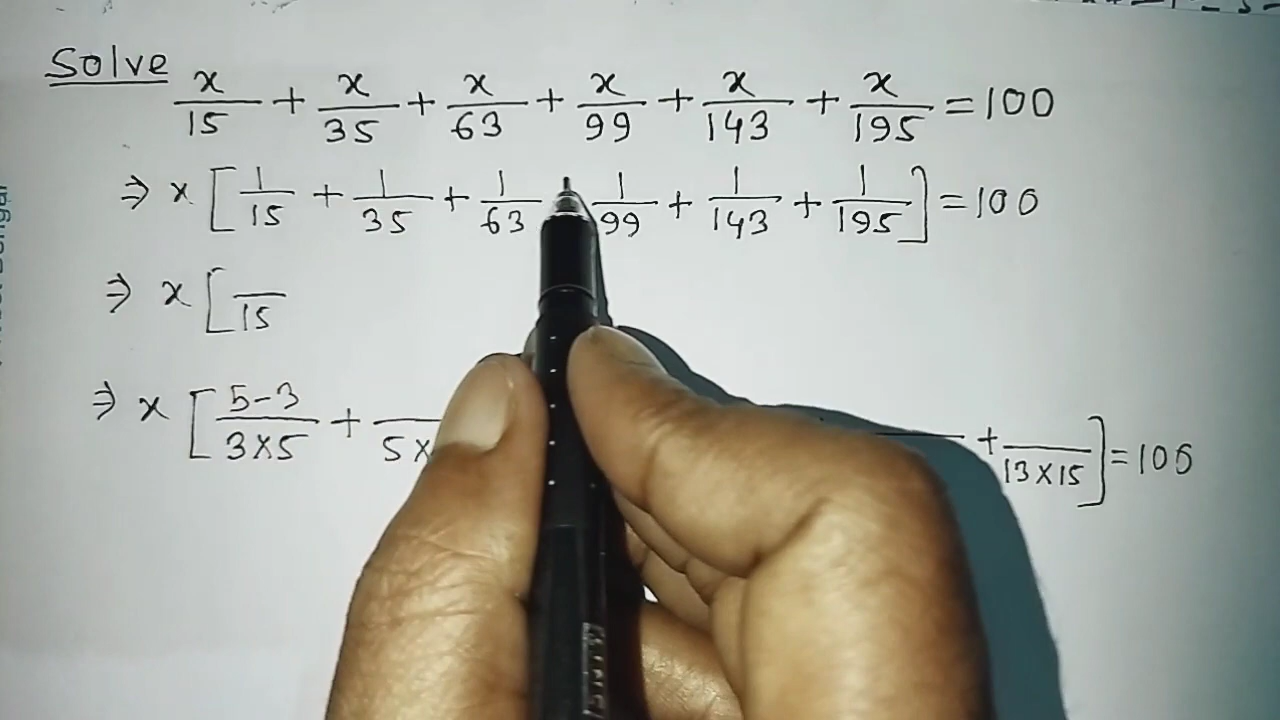 Solve x/15 + x/35 + x/63 + x/99 + x/143 + x/195 = 100
⇒ x [ 1/15 + 1/35 + 1/63 1/99 + 1/143 + 1/195 ] = 100
⇒ x [ /15
⇒ x [ 5-3/3×5 + /5× + /13×15 ] = 100